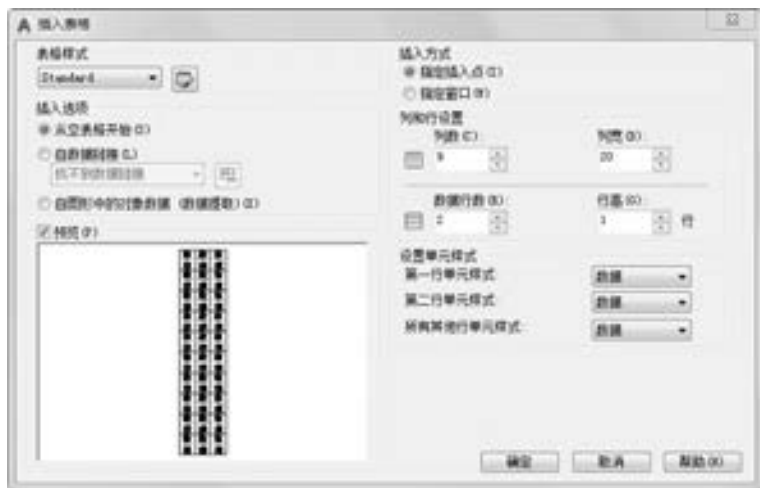 插入表格
表格样式
Standard
插入选项
从空表格开始(S)
自数据链接(L)
找不到数据链接
自图形中的对象数据(数据提取)(X)
预览(P)
插入方式
指定插入点(I)
指定窗口(W)
列和行设置
列数(C):
列宽(D):
9
20
数据行数(R):
行高(G):
2
1 行
设置单元样式
第一行单元样式: 数据
第二行单元样式: 数据
所有其他行单元样式: 数据
确定 取消 帮助(H)